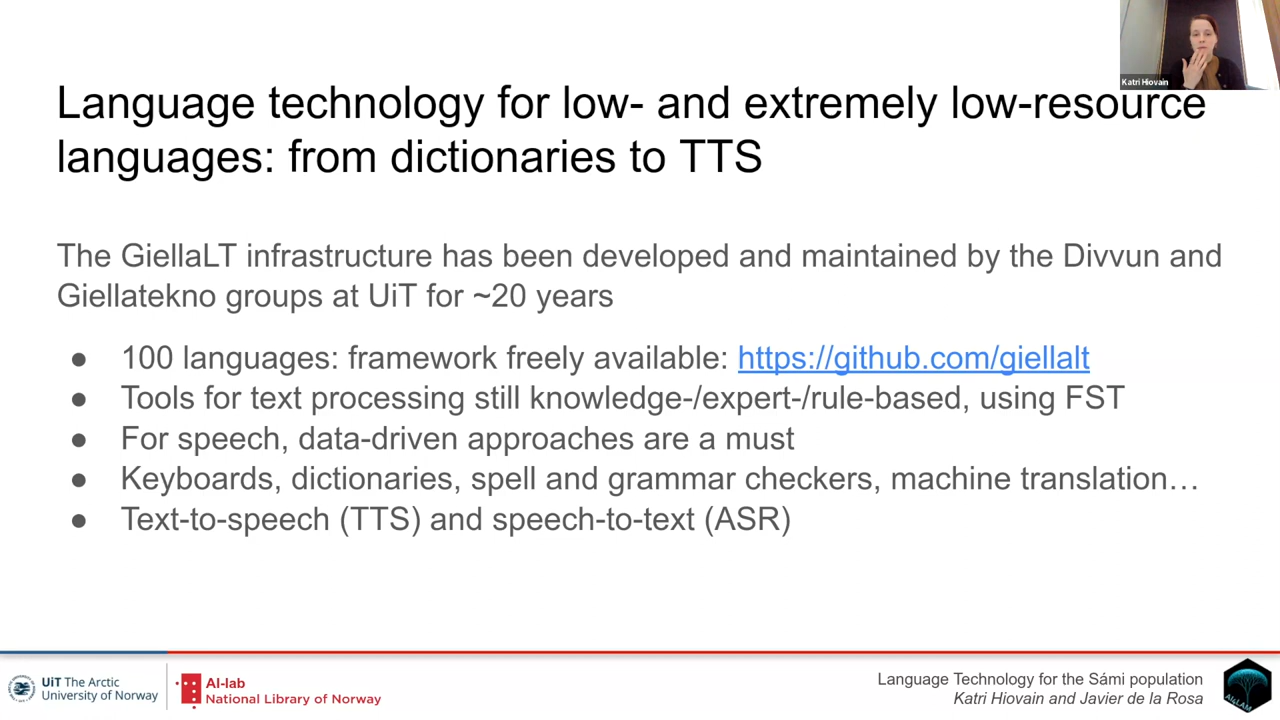 Katri Hiovain
Language technology for low- and extremely low-resource
languages: from dictionaries to TTS
The GiellaLT infrastructure has been developed and maintained by the Divvun and
Giellatekno groups at UiT for ~20 years
● 100 languages: framework freely available: https://github.com/giellalt
● Tools for text processing still knowledge-/expert-/rule-based, using FST
● For speech, data-driven approaches are a must
● Keyboards, dictionaries, spell and grammar checkers, machine translation…
● Text-to-speech (TTS) and speech-to-text (ASR)
UiT The Arctic
University of Norway
AI-lab
National Library of Norway
Language Technology for the Sámi population
Katri Hiovain and Javier de la Rosa
AI4LAM